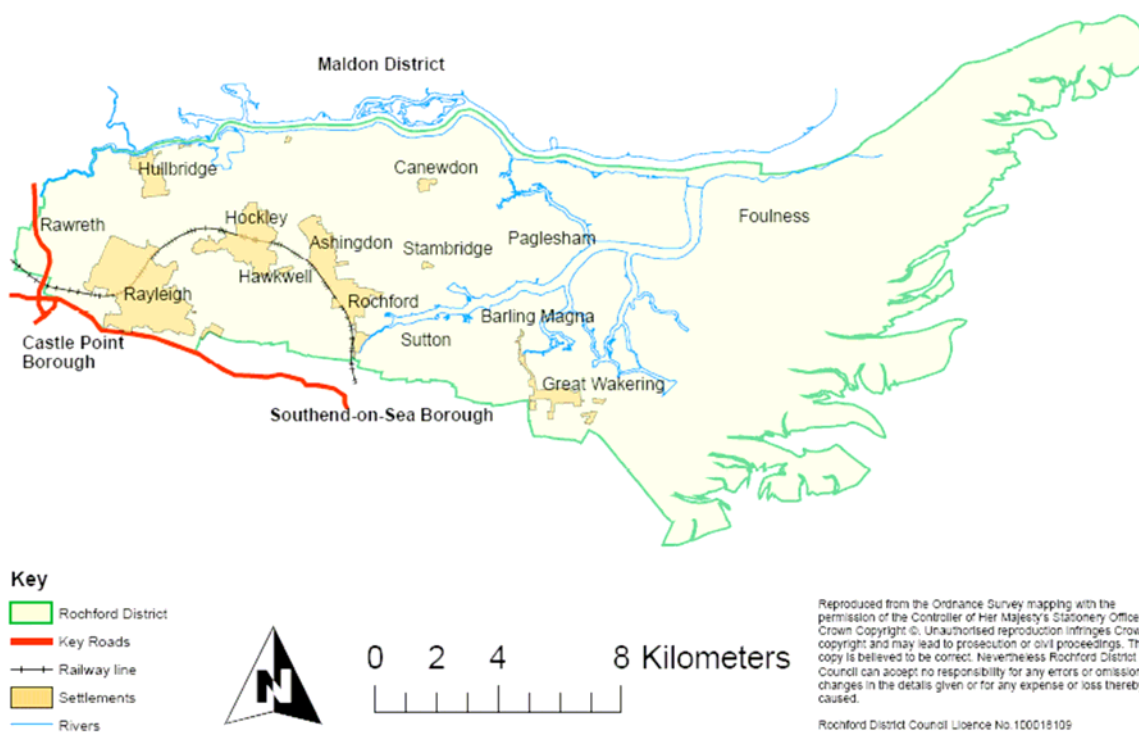 Maldon District
Hullbridge
Canewdon
Rawreth
Hockley
Foulness
Ashingdon
Stambridge
Paglesham
Hawkwell
Rayleigh
Rochford
Barling Magna
Sutton
Castle Point
Borough
Great Wakering
Southend-on-Sea Borough
Key
Rochford District
Key Roads
Railway line
Settlements
Rivers
N
0 2 4 8 Kilometers
Reproduced from the Ordnance Survey mapping with the
permission of the Controller of Her Majesty's Stationery Office
Crown Copyright ©. Unauthorised reproduction infringes Crow
copyright and may lead to prosecution or civil proceedings. Th
copy is believed to be correct. Nevertheless Rochford District
Council can accept no responsibility for any errors or omission
changes in the details given or for any expense or loss thereb
caused.
Rochford District Council Licence No.100018109